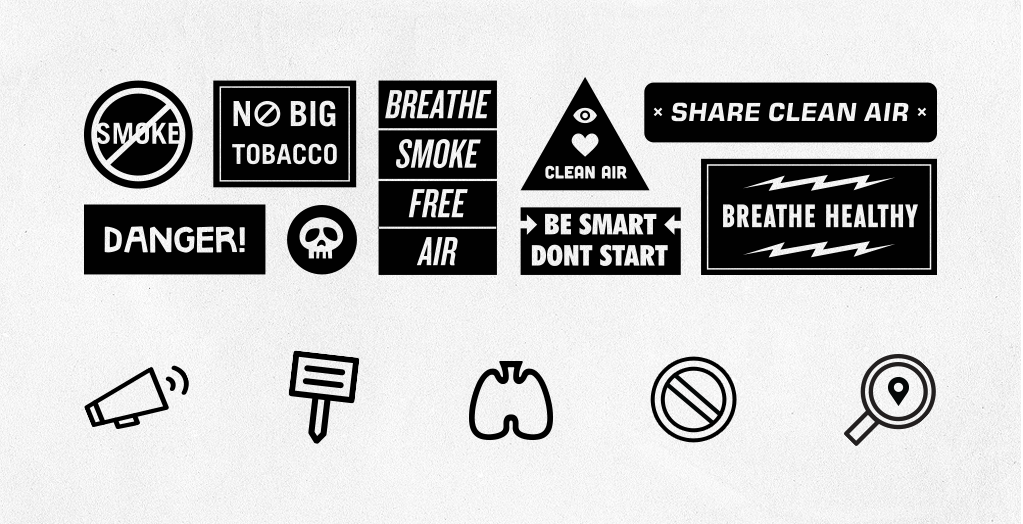 SMOKE
NO BIG
TOBACCO
BREATHE
SMOKE
FREE
AIR
CLEAN AIR
× SHARE CLEAN AIR ×
DANGER!
BE SMART
DONT START
BREATHE HEALTHY